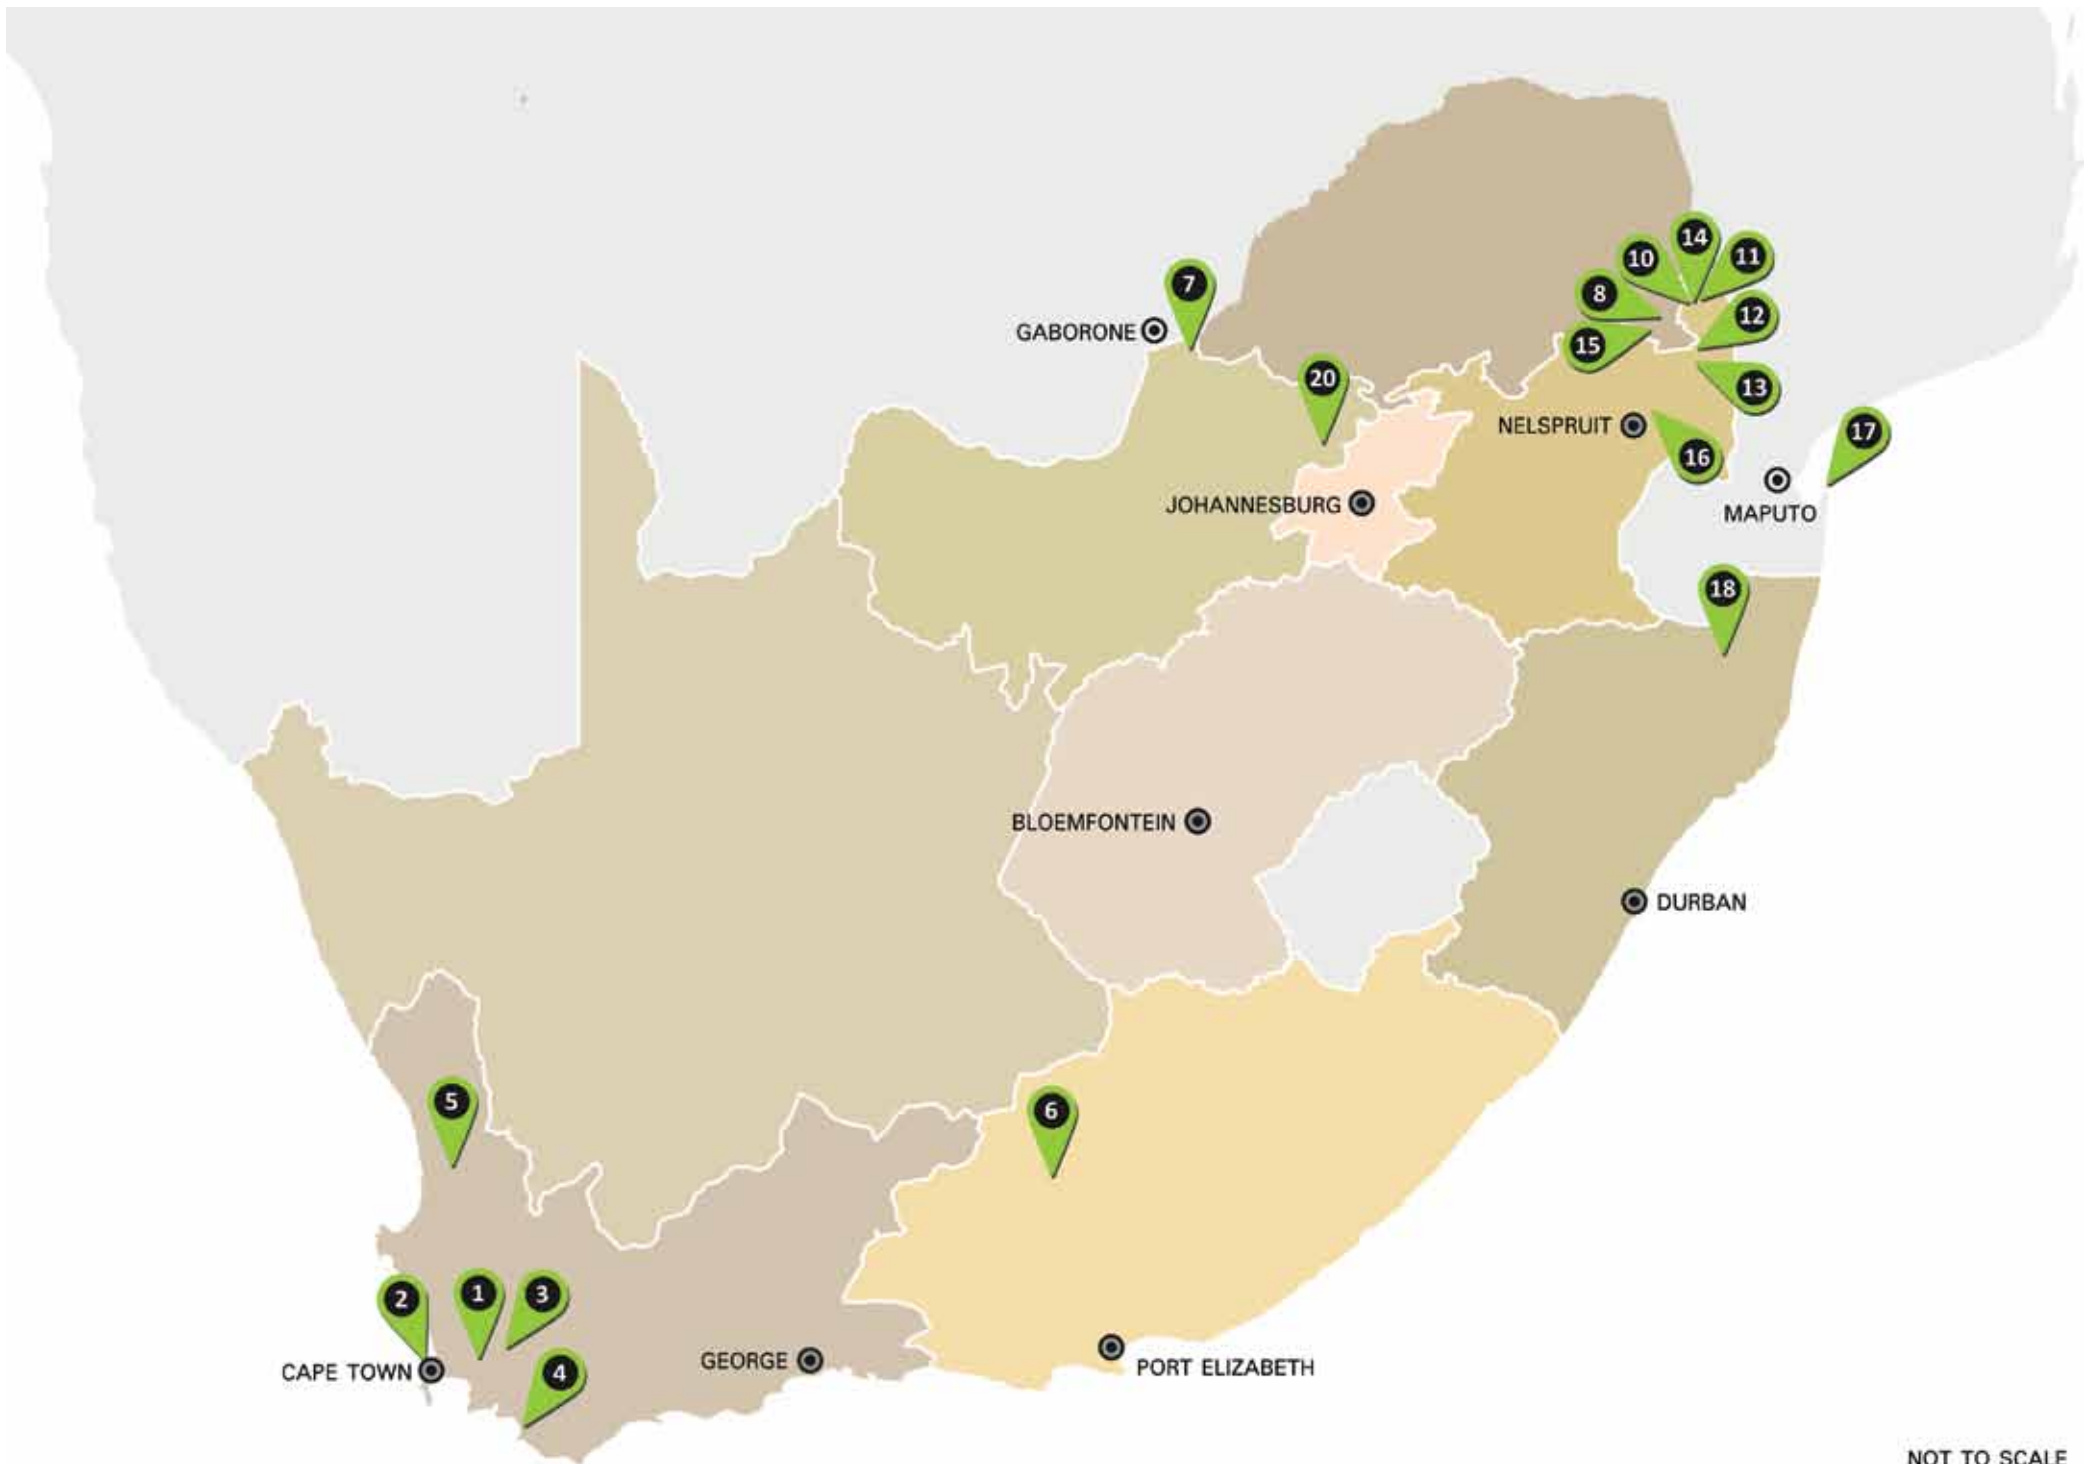 14
10
11
7
8
12
GABORONE
15
20
13
NELSPRUIT
17
16
JOHANNESBURG
MAPUTO
18
BLOEMFONTEIN
DURBAN
5
6
2
1
3
GEORGE
CAPE TOWN
4
PORT ELIZABETH
NOT TO SCALE